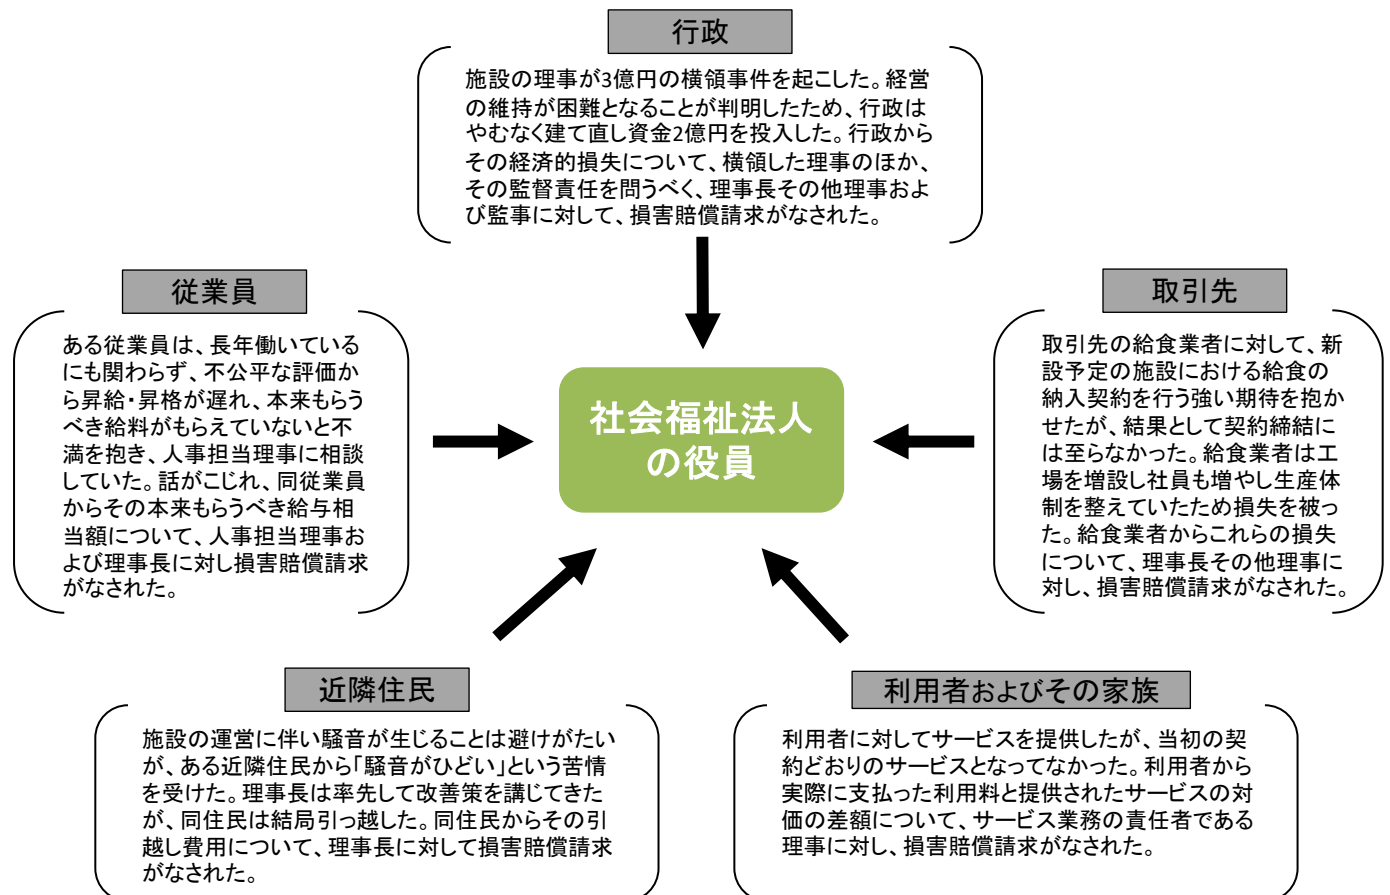 行政
施設の理事が3億円の横領事件を起こした。経営
の維持が困難となることが判明したため、行政は
やむなく建て直し資金2億円を投入した。行政から
その経済的損失について、横領した理事のほか、
その監督責任を問うべく、理事長その他理事およ
び監事に対して、損害賠償請求がなされた。
従業員
ある従業員は、長年働いている
にも関わらず、不公平な評価か
ら昇給・昇格が遅れ、本来もらう
べき給料がもらえていないと不
満を抱き、人事担当理事に相談
していた。話がこじれ、同従業員
からその本来もらうべき給与相
当額について、人事担当理事お
よび理事長に対し損害賠償請求
がなされた。
社会福祉法人
の役員
取引先
取引先の給食業者に対して、新
設予定の施設における給食の
納入契約を行う強い期待を抱か
せたが、結果として契約締結に
は至らなかった。給食業者は工
場を増設し社員も増やし生産体
制を整えていたため損失を被っ
た。給食業者からこれらの損失
について、理事長その他理事に
対し、損害賠償請求がなされた。
近隣住民
施設の運営に伴い騒音が生じることは避けがたい
が、ある近隣住民から「騒音がひどい」という苦情
を受けた。理事長は率先して改善策を講じてきた
が、同住民は結局引っ越した。同住民からその引
越し費用について、理事長に対して損害賠償請求
がなされた。
利用者およびその家族
利用者に対してサービスを提供したが、当初の契
約どおりのサービスとなってなかった。利用者から
実際に支払った利用料と提供されたサービスの対
価の差額について、サービス業務の責任者である
理事に対し、損害賠償請求がなされた。